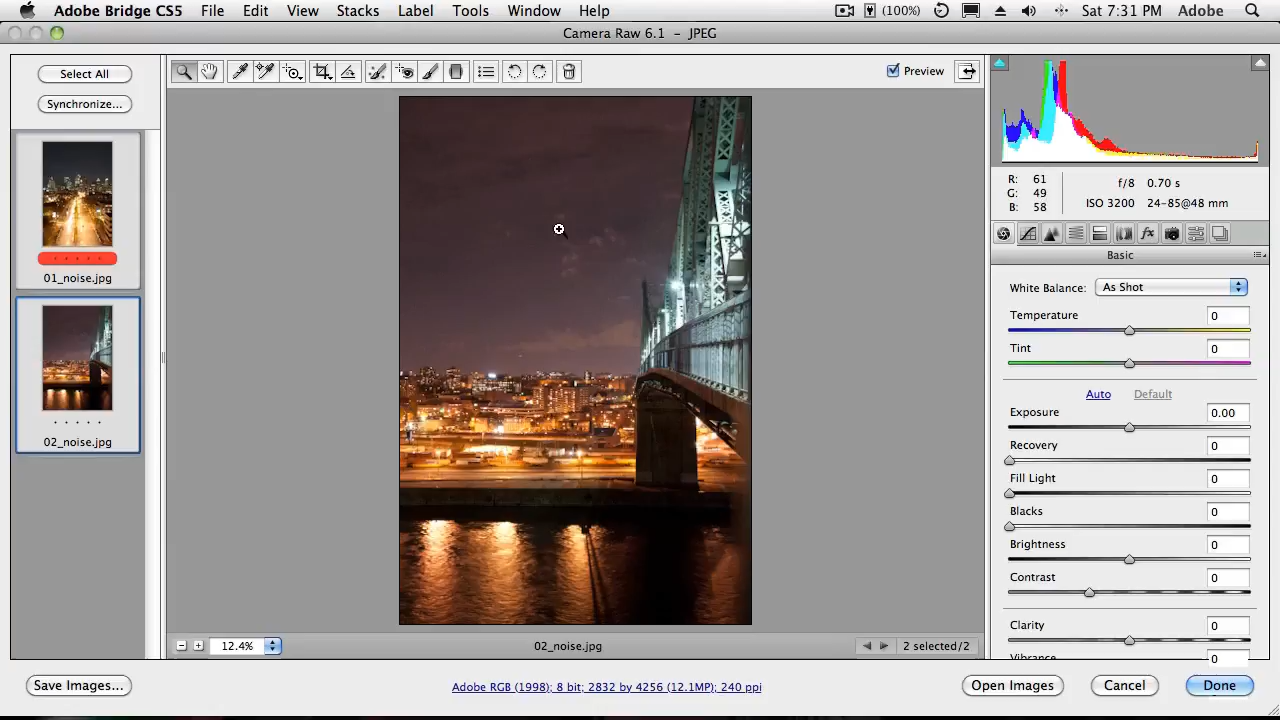 Adobe Bridge CS5 File Edit View Stacks Label Tools Window Help (100%) Sat 7:31 PM Adobe
Camera Raw 6.1 – JPEG
Select All
Synchronize...
01_noise.jpg
02_noise.jpg
Preview
R: 61
G: 49
B: 58
f/8 0.70 s
ISO 3200 24-85@48 mm
fx
Basic
White Balance: As Shot
Temperature 0
Tint 0
Auto Default
Exposure 0.00
Recovery 0
Fill Light 0
Blacks 0
Brightness 0
Contrast 0
Clarity 0
Vibrance 0
12.4% 02_noise.jpg 2 selected/2
Save Images... Adobe RGB (1998); 8 bit; 2832 by 4256 (12.1MP); 240 ppi Open Images Cancel Done